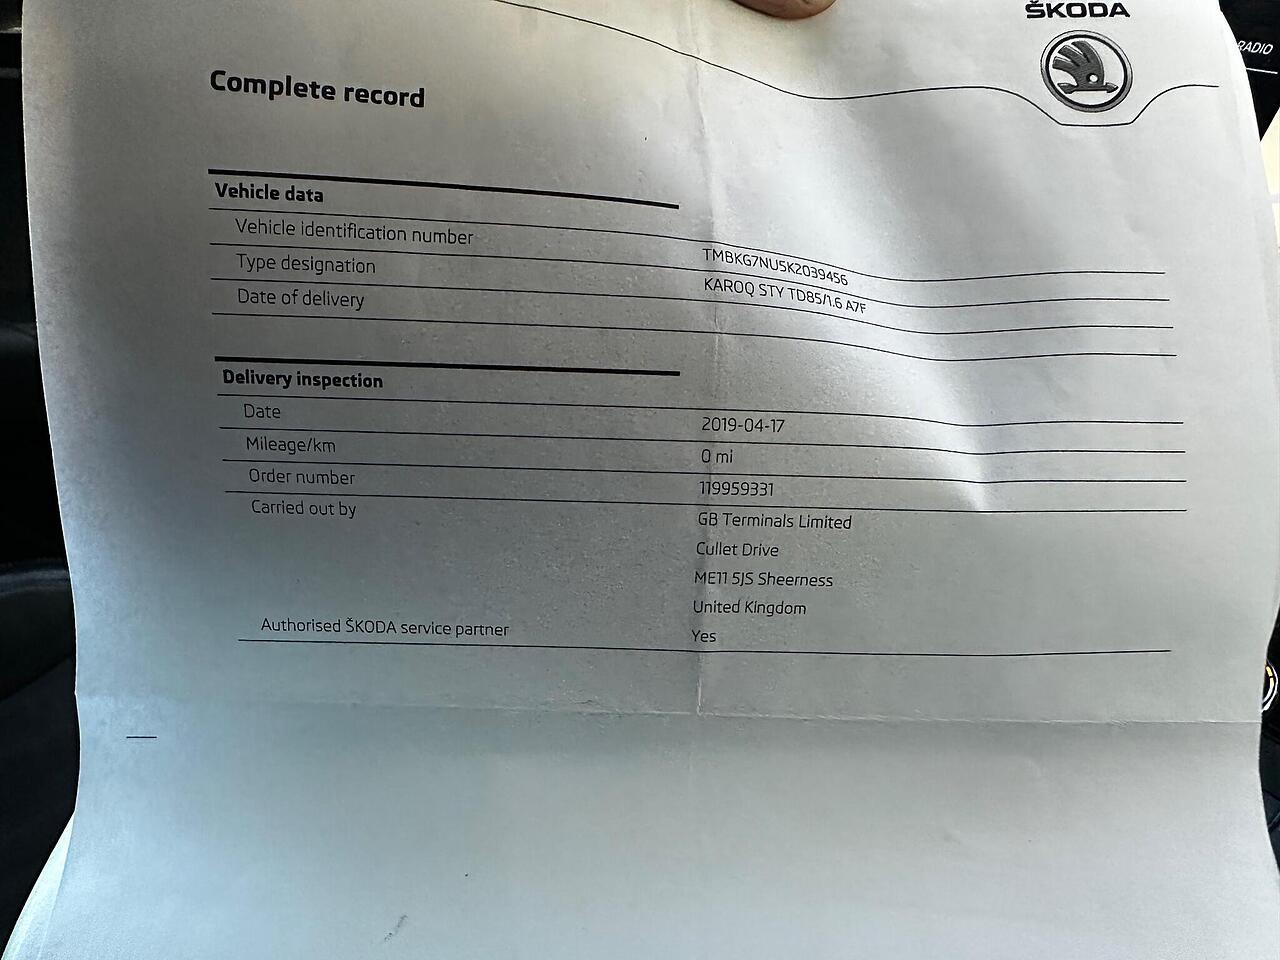 ŠKODA
RADIO
Complete record
Vehicle data
Vehicle identification number TMBKG7NU5K2039456
Type designation KAROQ STY TD85/1.6 A7F
Date of delivery
Delivery inspection
Date 2019-04-17
Mileage/km 0 mi
Order number 119959331
Carried out by GB Terminals Limited
Cullet Drive
ME11 5JS Sheerness
United Kingdom
Authorised ŠKODA service partner Yes